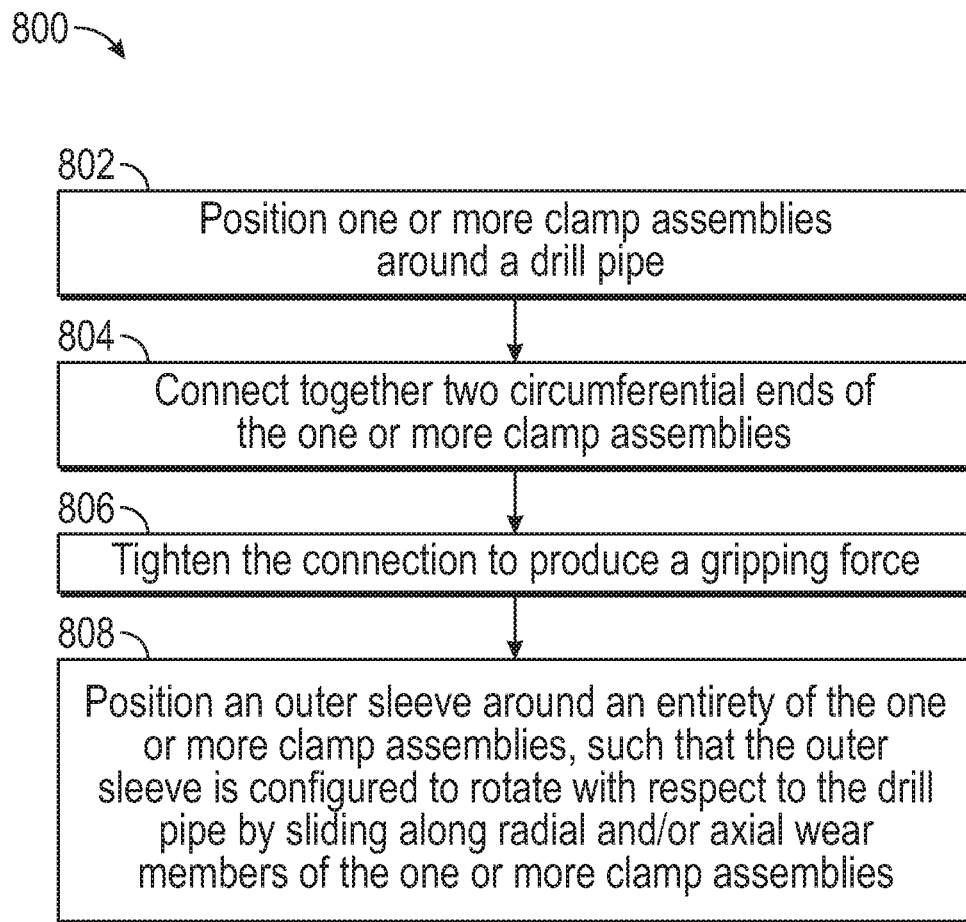 800
802
Position one or more clamp assemblies
around a drill pipe
804
Connect together two circumferential ends of
the one or more clamp assemblies
806
Tighten the connection to produce a gripping force
808
Position an outer sleeve around an entirety of the one
or more clamp assemblies, such that the outer
sleeve is configured to rotate with respect to the drill
pipe by sliding along radial and/or axial wear
members of the one or more clamp assemblies